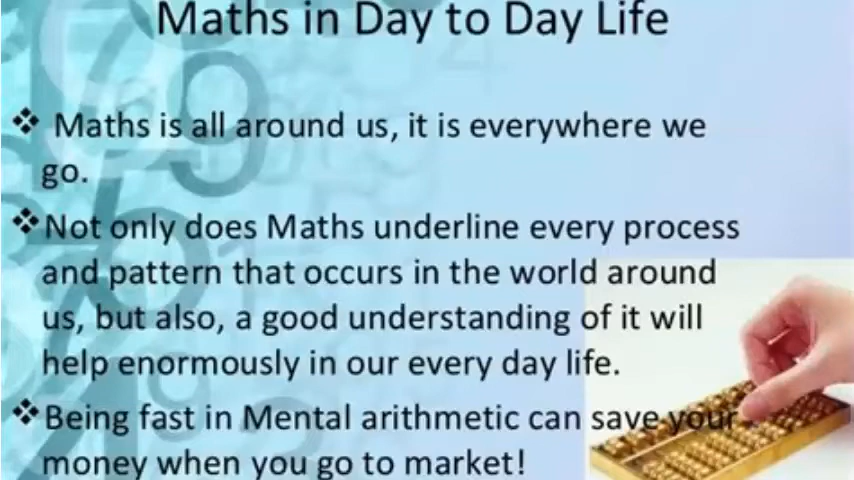 Maths in Day to Day Life
❖ Maths is all around us, it is everywhere we
go.
❖Not only does Maths underline every process
and pattern that occurs in the world around
us, but also, a good understanding of it will
help enormously in our every day life.
❖Being fast in Mental arithmetic can save your
money when you go to market!